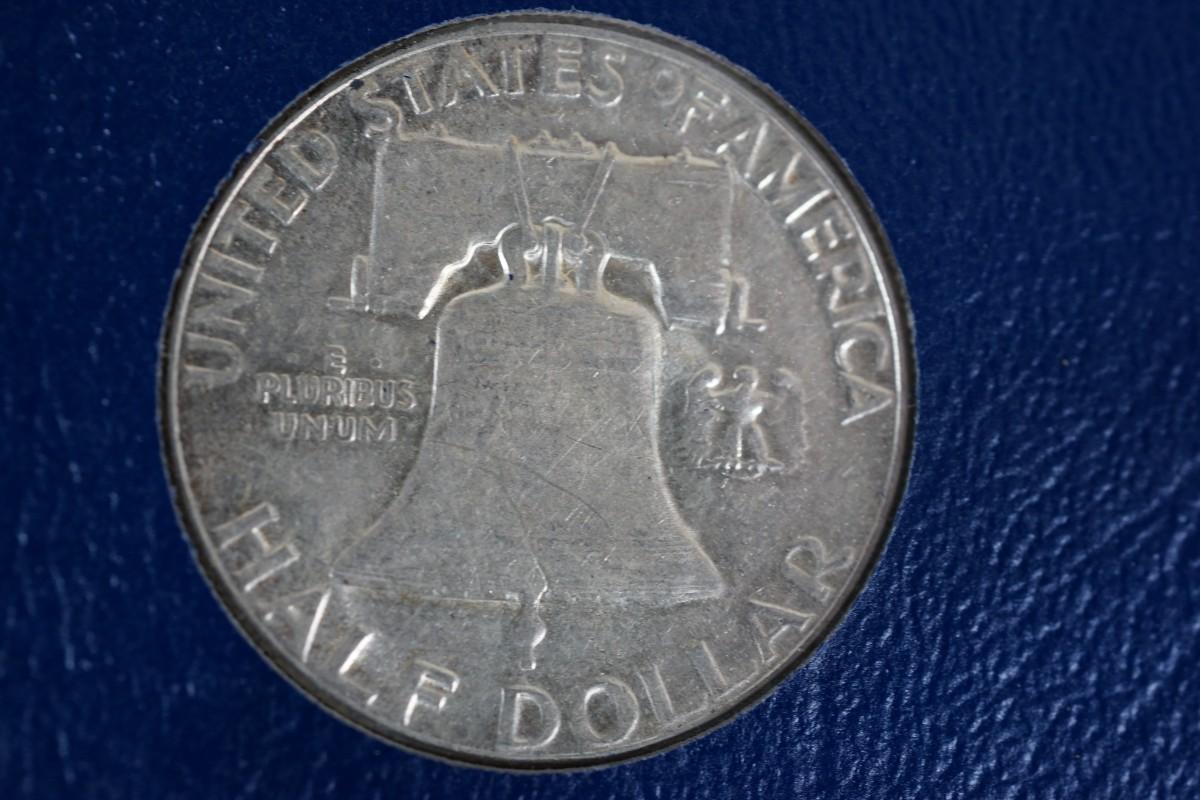 UNITED STATES OF AMERICA
· E ·
PLURIBUS
UNUM
HALF DOLLAR